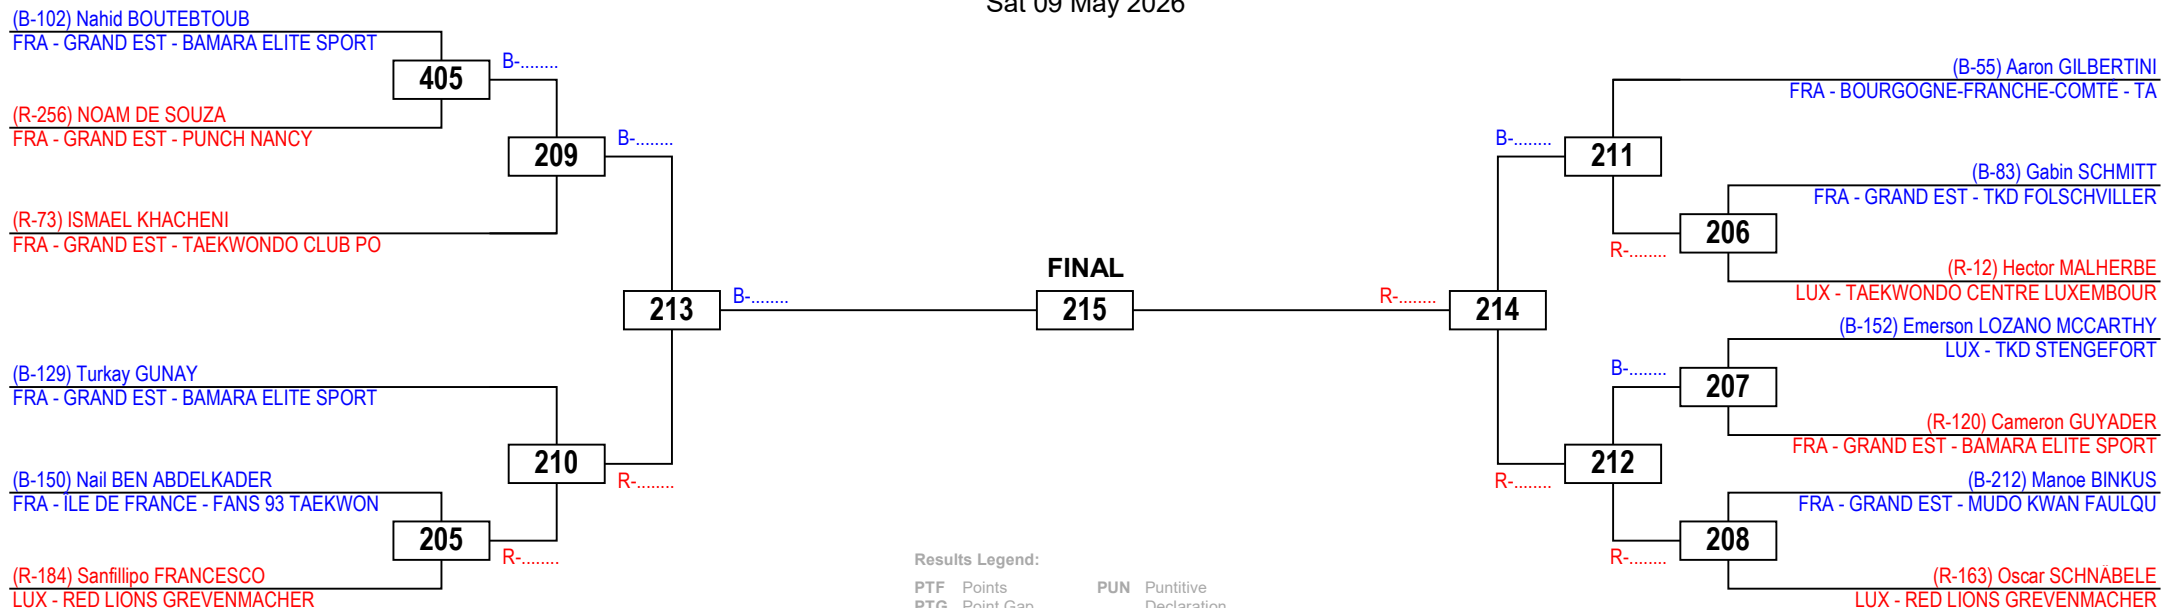 Sat 09 May 2026
(B-102) Nahid BOUTEBTOUB
FRA - GRAND EST - BAMARA ELITE SPORT
405
B-........
(R-256) NOAM DE SOUZA
FRA - GRAND EST - PUNCH NANCY
209
B-........
(R-73) ISMAEL KHACHENI
FRA - GRAND EST - TAEKWONDO CLUB PO
213
B-........
(B-129) Turkay GUNAY
FRA - GRAND EST - BAMARA ELITE SPORT
210
R-........
(B-150) Nail BEN ABDELKADER
FRA - ÎLE DE FRANCE - FANS 93 TAEKWON
205
R-........
(R-184) Sanfillipo FRANCESCO
LUX - RED LIONS GREVENMACHER
FINAL
215
(B-55) Aaron GILBERTINI
FRA - BOURGOGNE-FRANCHE-COMTÉ - TA
B-........
211
(B-83) Gabin SCHMITT
FRA - GRAND EST - TKD FOLSCHVILLER
206
R-........
(R-12) Hector MALHERBE
LUX - TAEKWONDO CENTRE LUXEMBOUR
R-........
214
(B-152) Emerson LOZANO MCCARTHY
LUX - TKD STENGEFORT
B-........
207
(R-120) Cameron GUYADER
FRA - GRAND EST - BAMARA ELITE SPORT
212
R-........
(B-212) Manoe BINKUS
FRA - GRAND EST - MUDO KWAN FAULQU
208
R-........
(R-163) Oscar SCHNÄBELE
LUX - RED LIONS GREVENMACHER
Results Legend:
PTF Points PUN Puntitive
PTG Point Gap Declaration